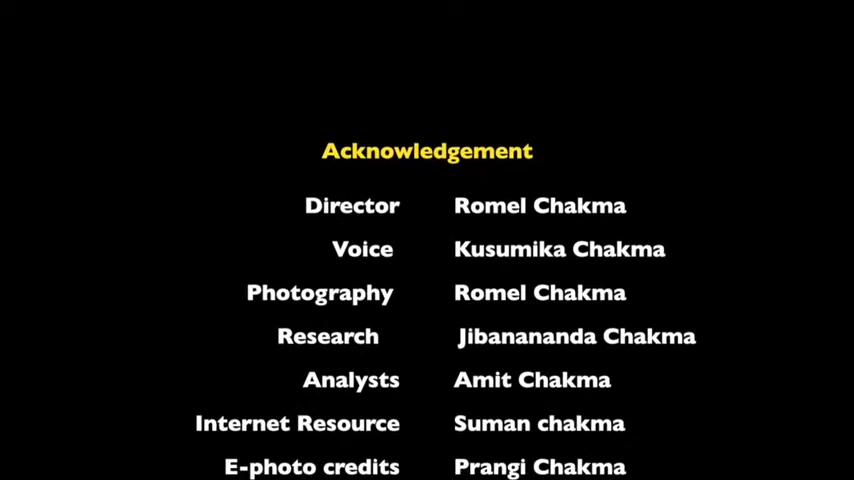 Acknowledgement
Director Romel Chakma
Voice Kusumika Chakma
Photography Romel Chakma
Research Jibanananda Chakma
Analysts Amit Chakma
Internet Resource Suman chakma
E-photo credits Prangi Chakma